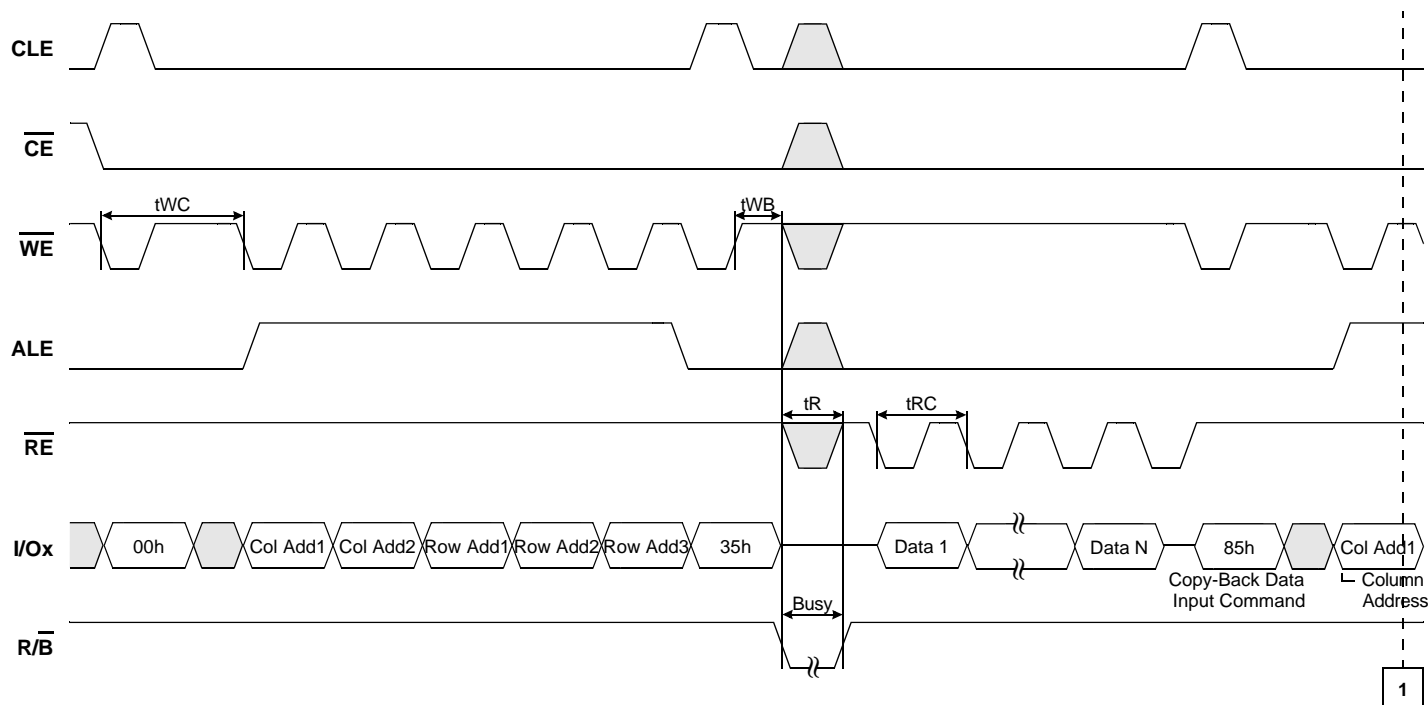 CLE
CE
tWC
tWB
WE
ALE
tR
tRC
RE
I/Ox
00h
Col Add1
Col Add2
Row Add1
Row Add2
Row Add3
35h
Data 1
Data N
85h
Col Add1
Copy-Back Data
Input Command
Column
Address
Busy
R/B
1